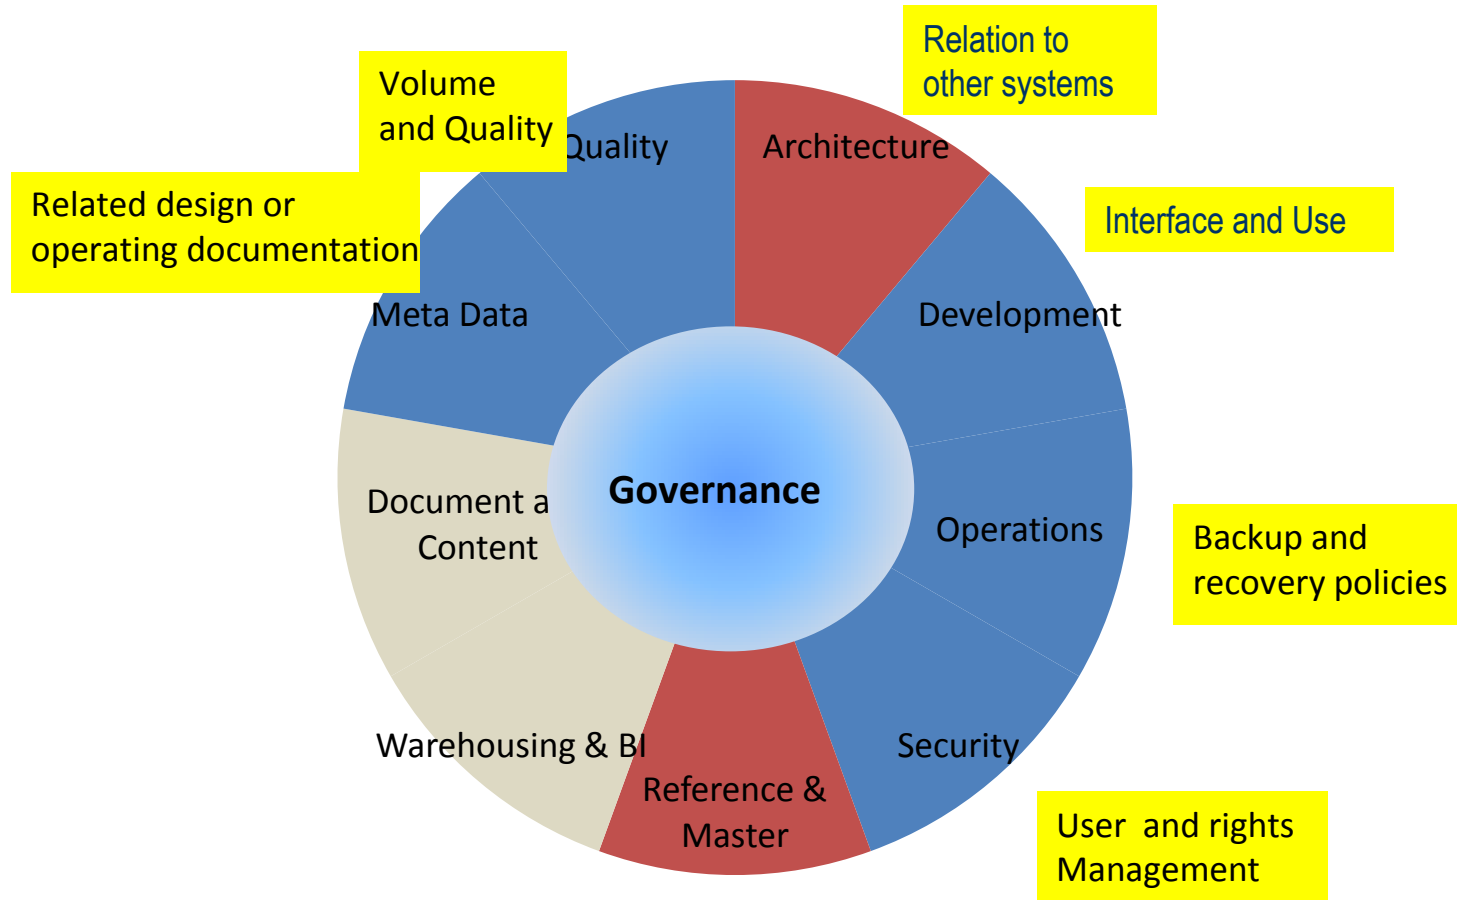 Relation to
other systems
Volume
and Quality
Quality
Architecture
Related design or
operating documentation
Interface and Use
Meta Data
Development
Governance
Document a
Content
Operations
Backup and
recovery policies
Warehousing & BI
Security
Reference &
Master
User  and rights
Management